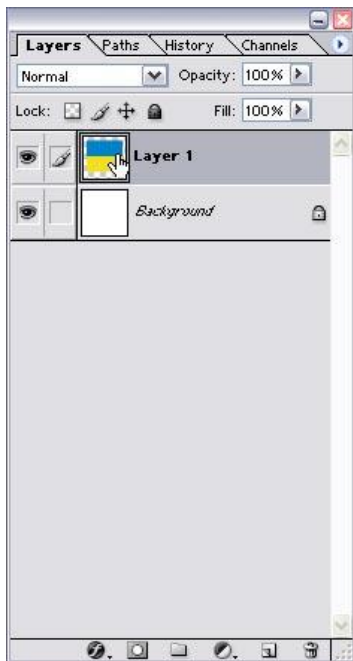 Layers Paths History Channels
Normal Opacity: 100%
Lock: Fill: 100%
Layer 1
Background